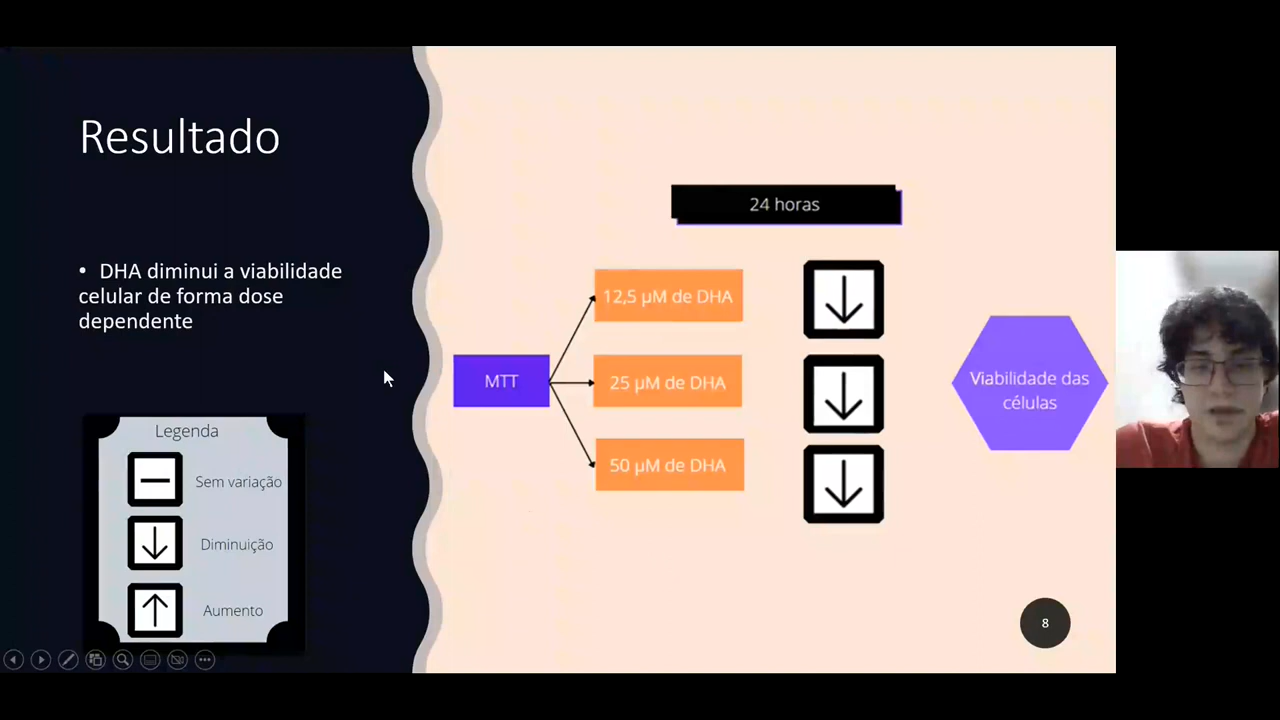 Resultado
• DHA diminui a viabilidade
celular de forma dose
dependente
Legenda
Sem variação
Diminuição
Aumento
24 horas
MTT
12,5 µM de DHA
25 µM de DHA
50 µM de DHA
Viabilidade das
células
8